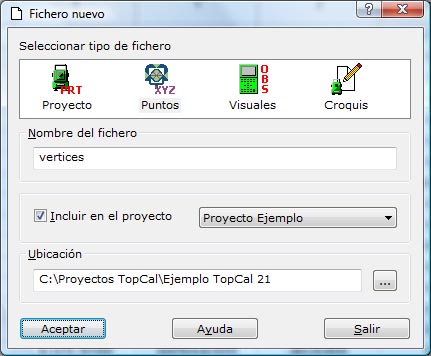 Fichero nuevo
Seleccionar tipo de fichero
PRT XYZ OBS
Proyecto Puntos Visuales Croquis
Nombre del fichero
vertices
Incluir en el proyecto Proyecto Ejemplo
Ubicación
C:\Proyectos TopCal\Ejemplo TopCal 21
...
Aceptar Ayuda Salir